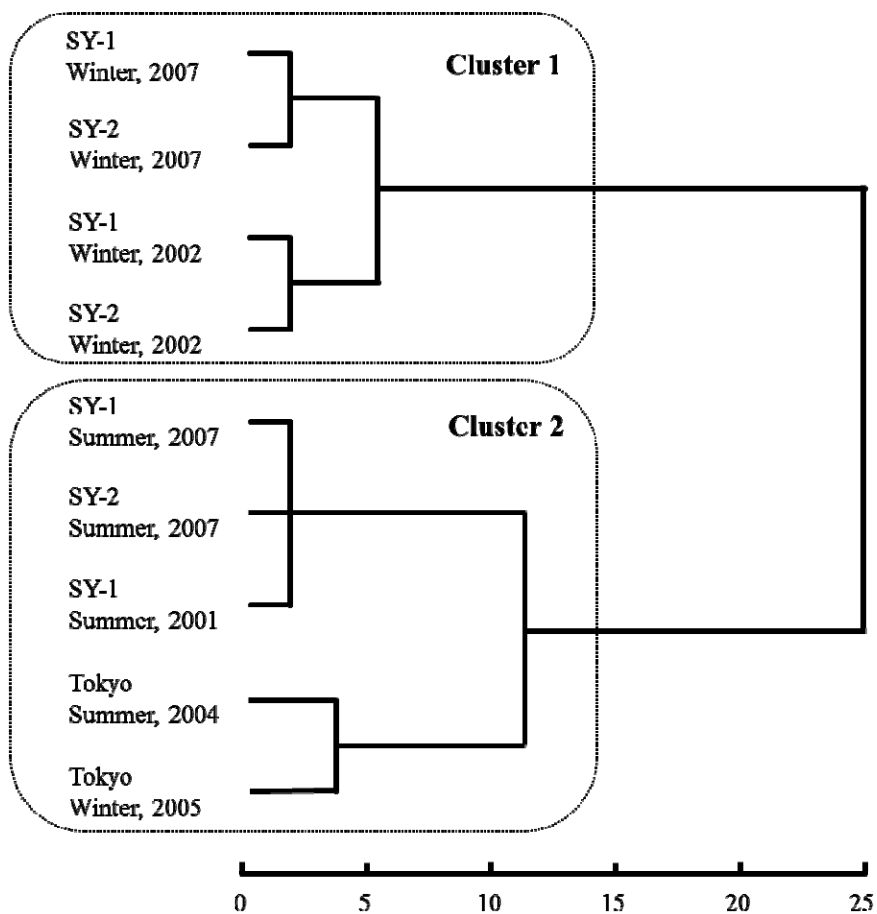 SY-1
Winter, 2007
Cluster 1
SY-2
Winter, 2007
SY-1
Winter, 2002
SY-2
Winter, 2002
SY-1
Summer, 2007
Cluster 2
SY-2
Summer, 2007
SY-1
Summer, 2001
Tokyo
Summer, 2004
Tokyo
Winter, 2005
0 5 10 15 20 25